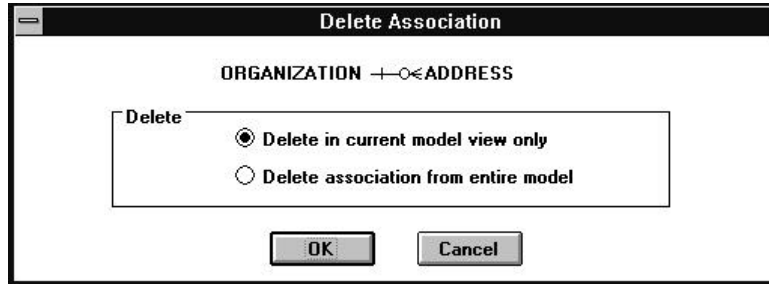 Delete Association
ORGANIZATION ADDRESS
Delete
Delete in current model view only
Delete association from entire model
OK Cancel